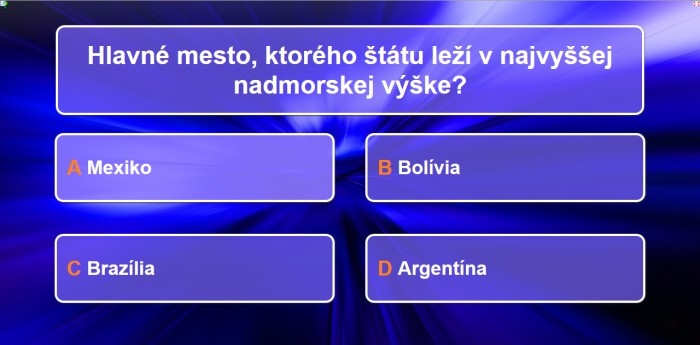 Hlavné mesto, ktorého štátu leží v najvyššej
nadmorskej výške?
A Mexiko
B Bolívia
C Brazília
D Argentína